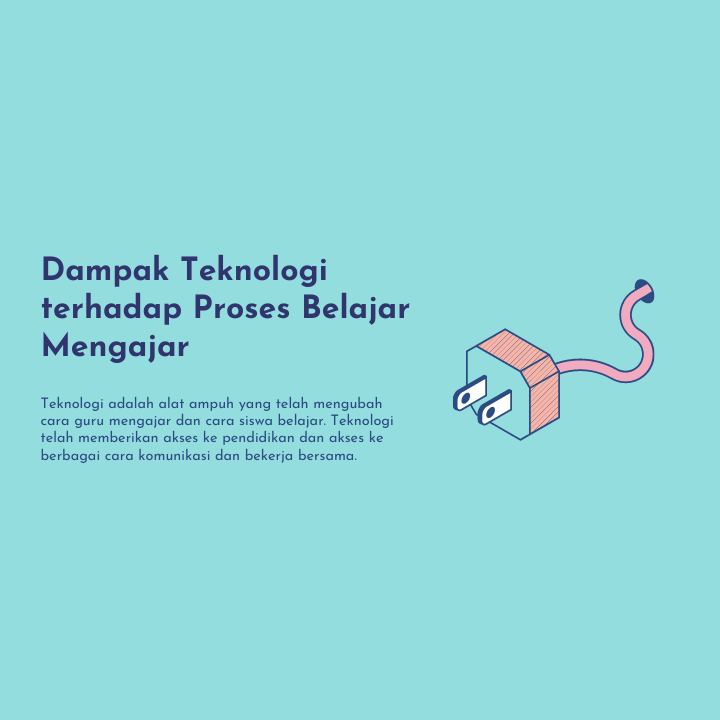 Dampak Teknologi
terhadap Proses Belajar
Mengajar
Teknologi adalah alat ampuh yang telah mengubah
cara guru mengajar dan cara siswa belajar. Teknologi
telah memberikan akses ke pendidikan dan akses ke
berbagai cara komunikasi dan bekerja bersama.